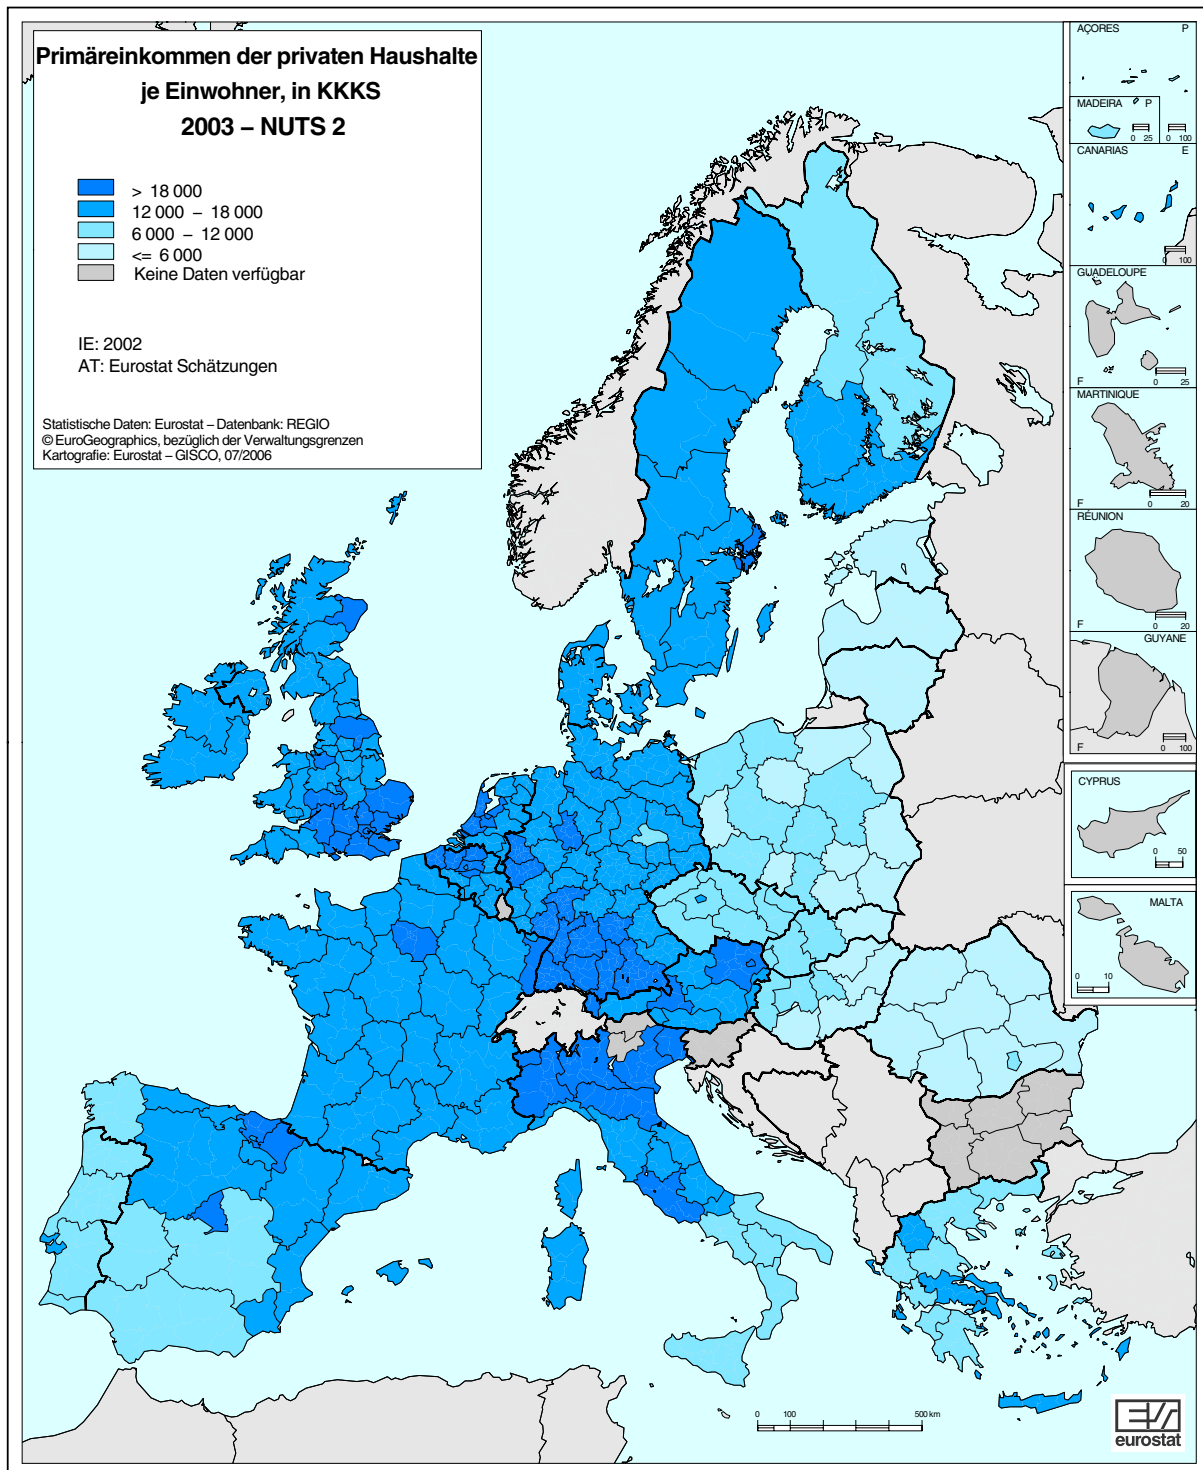 Primäreinkommen der privaten Haushalte
je Einwohner, in KKKS
2003 – NUTS 2
> 18 000
12 000 – 18 000
6 000 – 12 000
<= 6 000
Keine Daten verfügbar
IE: 2002
AT: Eurostat Schätzungen
Statistische Daten: Eurostat – Datenbank: REGIO
© EuroGeographics, bezüglich der Verwaltungsgrenzen
Kartografie: Eurostat – GISCO, 07/2006
AÇORES P
MADEIRA P
0 25 0 100
CANARIAS E
0 100
GUADELOUPE
F 0 25
MARTINIQUE
F 0 20
RÉUNION
F 0 20
GUYANE
F 0 100
CYPRUS
0 50
MALTA
0 10
0 100 500 km
eurostat